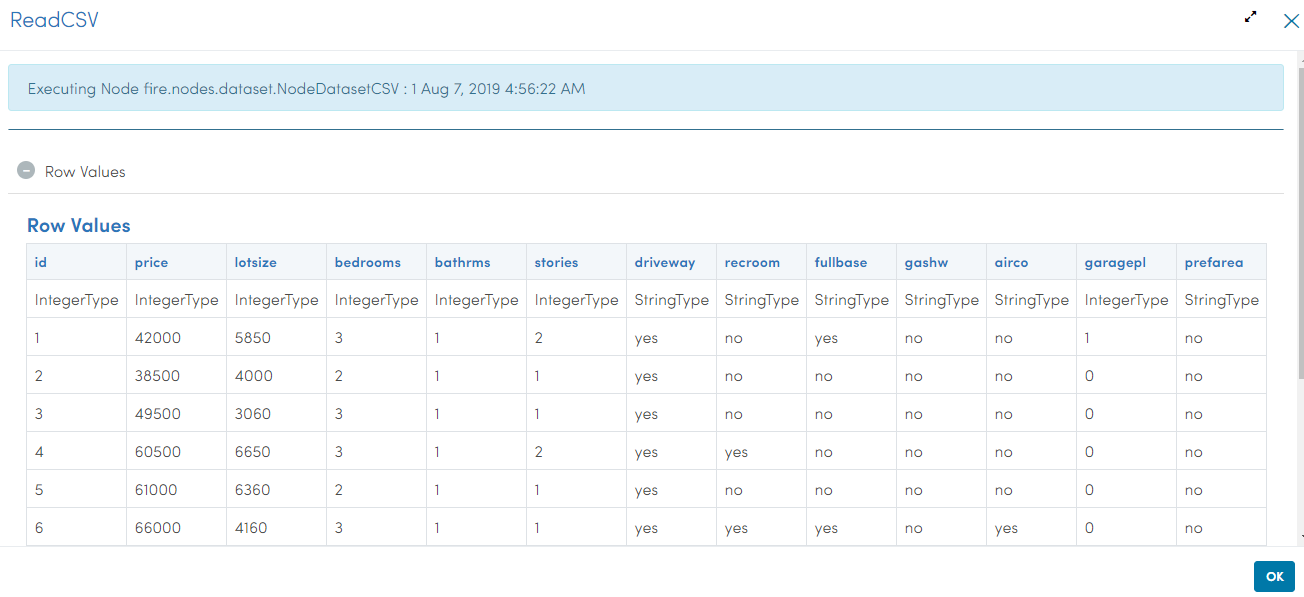 ReadCSV
Executing Node fire.nodes.dataset.NodeDatasetCSV : 1 Aug 7, 2019 4:56:22 AM
Row Values
Row Values
id price lotsize bedrooms bathrms stories driveway recroom fullbase gashw airco garagepl prefarea
IntegerType IntegerType IntegerType IntegerType IntegerType IntegerType StringType StringType StringType StringType StringType IntegerType StringType
1 42000 5850 3 1 2 yes no yes no no 1 no
2 38500 4000 2 1 1 yes no no no no 0 no
3 49500 3060 3 1 1 yes no no no no 0 no
4 60500 6650 3 1 2 yes yes no no no 0 no
5 61000 6360 2 1 1 yes no no no no 0 no
6 66000 4160 3 1 1 yes yes yes no yes 0 no
OK